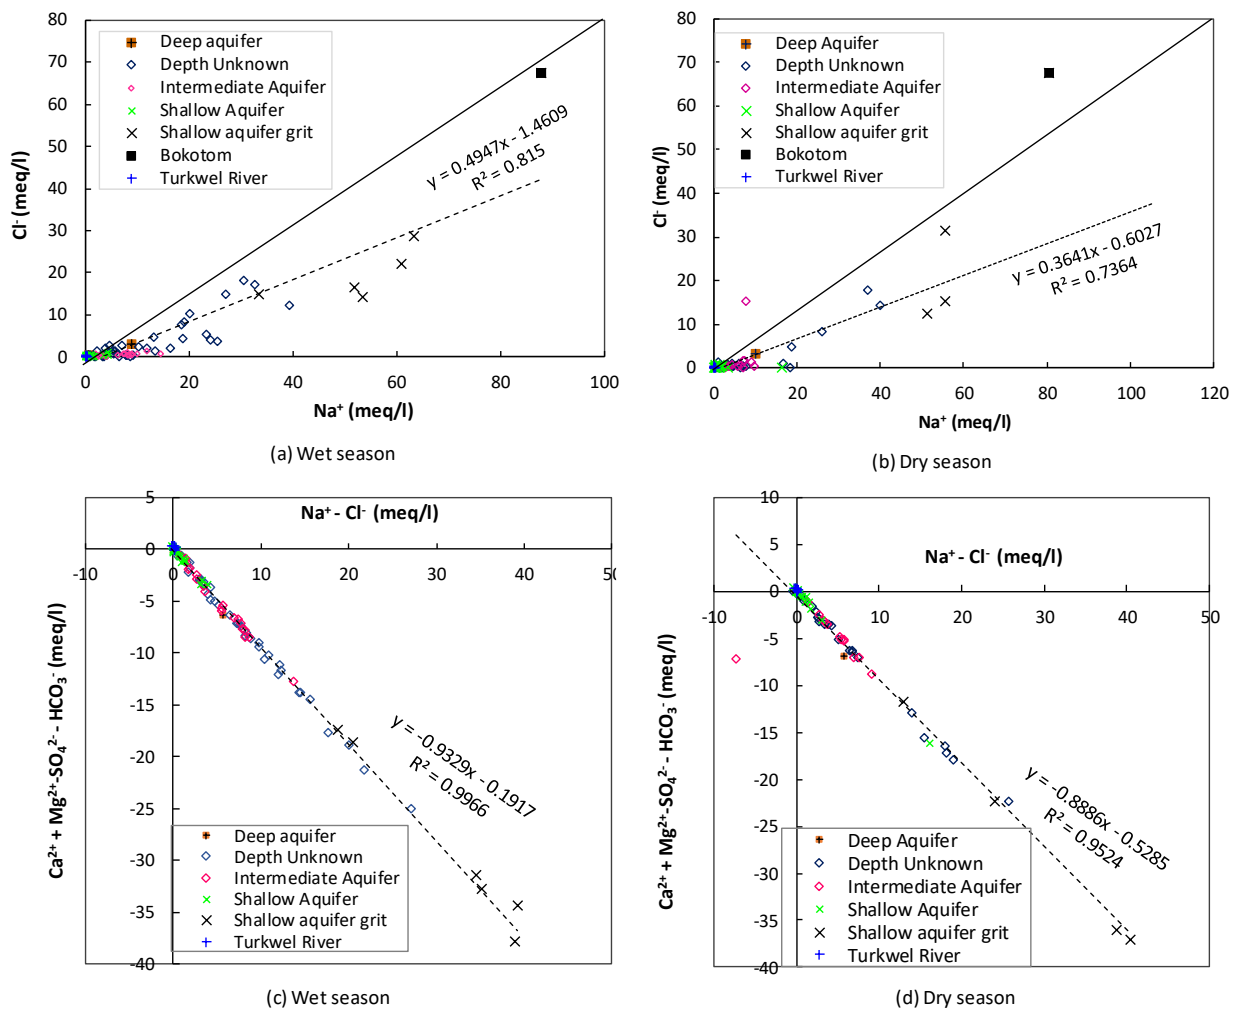 80
70
60
50
40
30
20
10
0
Cl⁻ (meq/l)
Deep aquifer
Depth Unknown
Intermediate Aquifer
Shallow Aquifer
Shallow aquifer grit
Bokotom
Turkwel River
y = 0.4947x - 1.4609
R² = 0.815
0 20 40 60 80 100
Na⁺ (meq/l)
(a) Wet season
80
70
60
50
40
30
20
10
0
Cl⁻ (meq/l)
Deep Aquifer
Depth Unknown
Intermediate Aquifer
Shallow Aquifer
Shallow aquifer grit
Bokotom
Turkwel River
y = 0.3641x - 0.6027
R² = 0.7364
0 20 40 60 80 100 120
Na⁺ (meq/l)
(b) Dry season
5
0
-5
-10
-15
-20
-25
-30
-35
-40
Ca²⁺ + Mg²⁺-SO₄²⁻ - HCO₃⁻ (meq/l)
Na⁺ - Cl⁻ (meq/l)
-10 0 10 20 30 40 50
y = -0.9329x - 0.1917
R² = 0.9966
Deep aquifer
Depth Unknown
Intermediate Aquifer
Shallow Aquifer
Shallow aquifer grit
Turkwel River
(c) Wet season
10
5
0
-5
-10
-15
-20
-25
-30
-35
-40
Ca²⁺ + Mg²⁺-SO₄²⁻ - HCO₃⁻ (meq/l)
Na⁺ - Cl⁻ (meq/l)
-10 0 10 20 30 40 50
y = -0.8886x - 0.5285
R² = 0.9524
Deep Aquifer
Depth Unknown
Intermediate Aquifer
Shallow Aquifer
Shallow aquifer grit
Turkwel River
(d) Dry season